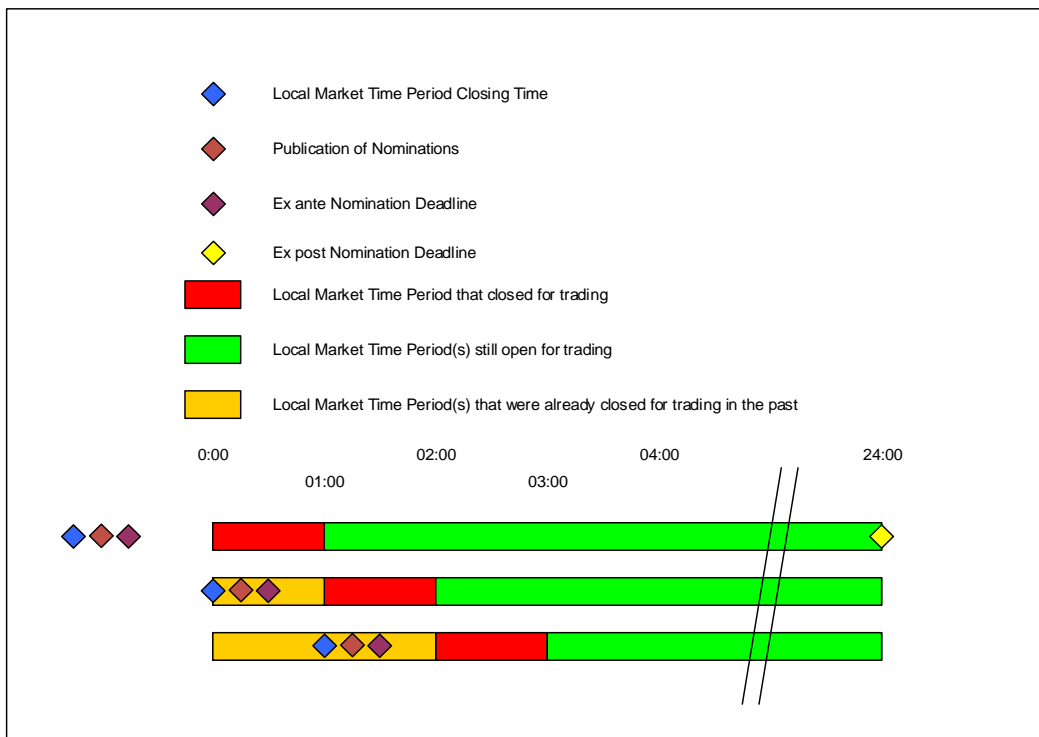 Local Market Time Period Closing Time
Publication of Nominations
Ex ante Nomination Deadline
Ex post Nomination Deadline
Local Market Time Period that closed for trading
Local Market Time Period(s) still open for trading
Local Market Time Period(s) that were already closed for trading in the past
0:00 02:00 04:00 24:00
01:00 03:00